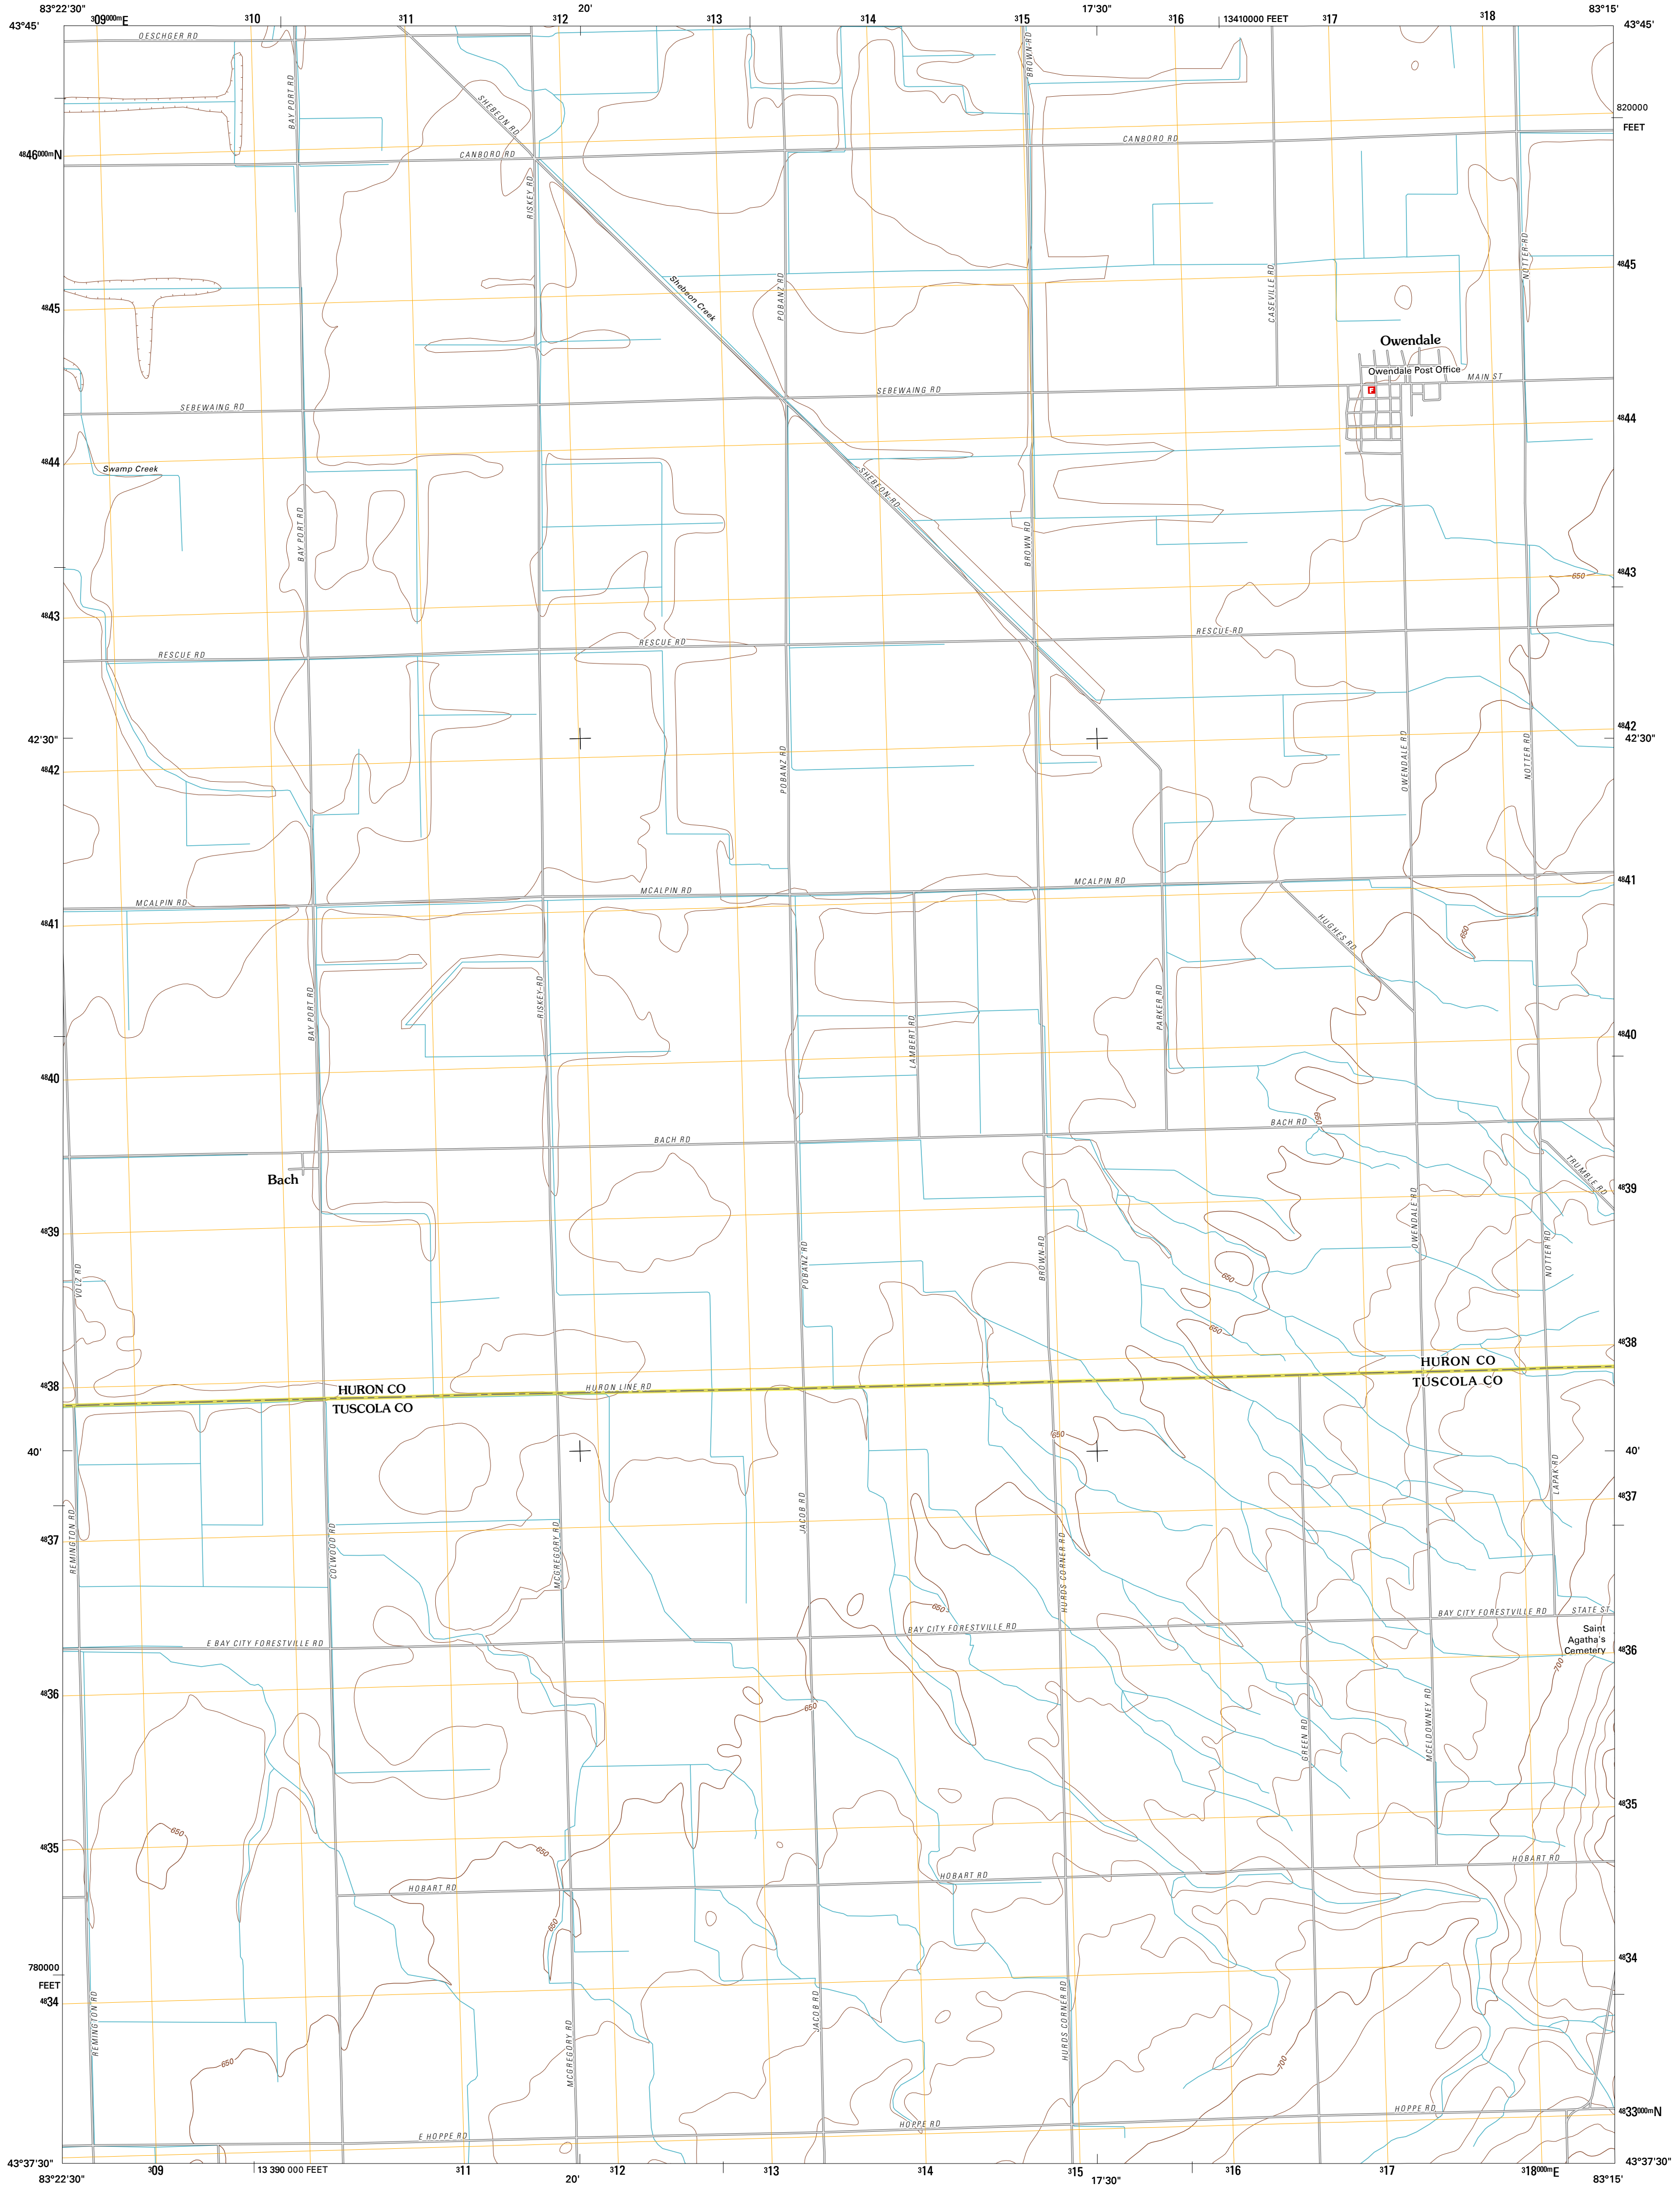 83°22'30"
309000mE
310
311
312
20'
313
314
315
17'30"
316
13410000 FEET
317
318
83°15'
43°45'
43°45'
OESCHGER RD
BAY PORT RD
SHEBEON RD
BROWN RD
820000
FEET
4846000mN
CANBORO RD
CANBORO RD
RISKEY RD
NOTTER RD
4845
Shebeon Creek
POBANZ RD
CASEVILLE RD
4845
Owendale
Owendale Post Office
F
MAIN ST
SEBEWAING RD
SEBEWAING RD
4844
4844
Swamp Creek
SHEBEON RD
BAY PORT RD
BROWN RD
650
4843
4843
RESCUE RD
RESCUE RD
RESCUE RD
4842
42'30"
42'30"
4842
POBANZ RD
OWENDALE RD
NOTTER RD
4841
MCALPIN RD
MCALPIN RD
MCALPIN RD
4841
HUGHES RD
650
BAY PORT RD
RISKEY RD
LAMBERT RD
PARKER RD
4840
4840
650
BACH RD
BACH RD
TRUMBLE RD
Bach
4839
4839
OWENDALE RD
VOLZ RD
POBANZ RD
BROWN RD
NOTTER RD
650
650
4838
HURON CO
TUSCOLA CO
4838
HURON CO
TUSCOLA CO
HURON LINE RD
650
40'
40'
LAPAK RD
4837
4837
REMINGTON RD
COLWOOD RD
MCGREGORY RD
JACOB RD
HURDS CORNER RD
650
E BAY CITY FORESTVILLE RD
BAY CITY FORESTVILLE RD
BAY CITY FORESTVILLE RD
STATE ST
Saint
Agatha's
Cemetery
4836
700
4836
650
GREEN RD
MCELDOWNEY RD
4835
650
4835
650
HOBART RD
HOBART RD
HOBART RD
650
4834
780000
FEET
4834
REMINGTON RD
MCGREGORY RD
JACOB RD
HURDS CORNER RD
650
700
E HOPPE RD
HOPPE RD
HOPPE RD
4833000mN
43°37'30"
43°37'30"
309
13 390 000 FEET
311
312
313
314
315
316
317
318000mE
83°22'30"
20'
17'30"
83°15'